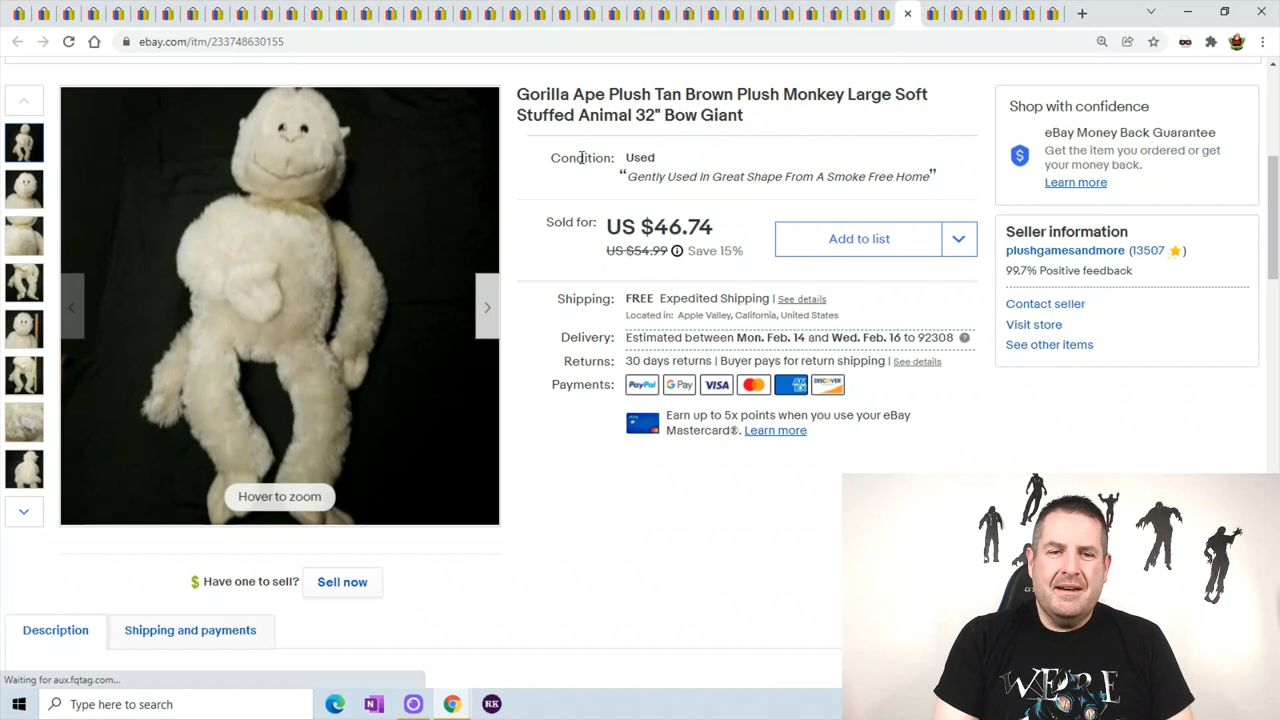 ebay.com/itm/233748630155
Gorilla Ape Plush Tan Brown Plush Monkey Large Soft
Stuffed Animal 32" Bow Giant
Condition: Used
“Gently Used In Great Shape From A Smoke Free Home”
Sold for: US $46.74
US $54.99 Save 15%
Add to list
Shipping: FREE Expedited Shipping | See details
Located in: Apple Valley, California, United States
Delivery: Estimated between Mon. Feb. 14 and Wed. Feb. 16 to 92308
Returns: 30 days returns | Buyer pays for return shipping | See details
Payments: PayPal G Pay VISA DISCOVER
Earn up to 5x points when you use your eBay
Mastercard®. Learn more
Shop with confidence
eBay Money Back Guarantee
Get the item you ordered or get
your money back.
Learn more
Seller information
plushgamesandmore (13507)
99.7% Positive feedback
Contact seller
Visit store
See other items
Hover to zoom
Have one to sell? Sell now
Description
Shipping and payments
Waiting for aux.fqtag.com...
Type here to search
RK
WE'RE